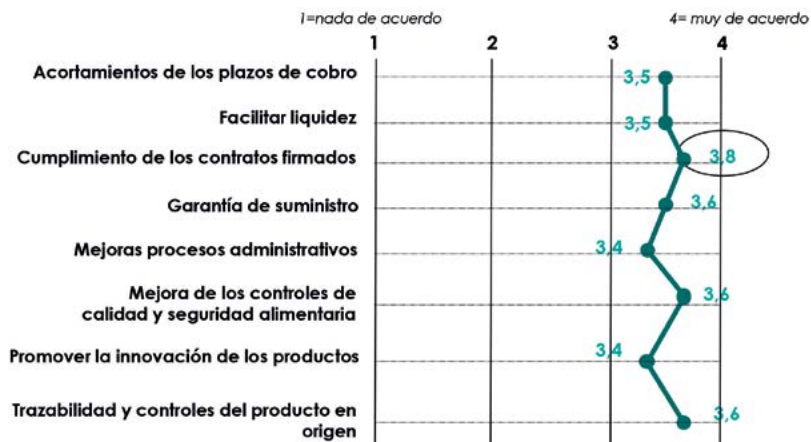 1=nada de acuerdo 4= muy de acuerdo
1 2 3 4
Acortamientos de los plazos de cobro 3,5
Facilitar liquidez 3,5
Cumplimiento de los contratos firmados 3,8
Garantía de suministro 3,6
Mejoras procesos administrativos 3,4
Mejora de los controles de
calidad y seguridad alimentaria 3,6
Promover la innovación de los productos 3,4
Trazabilidad y controles del producto en
origen 3,6